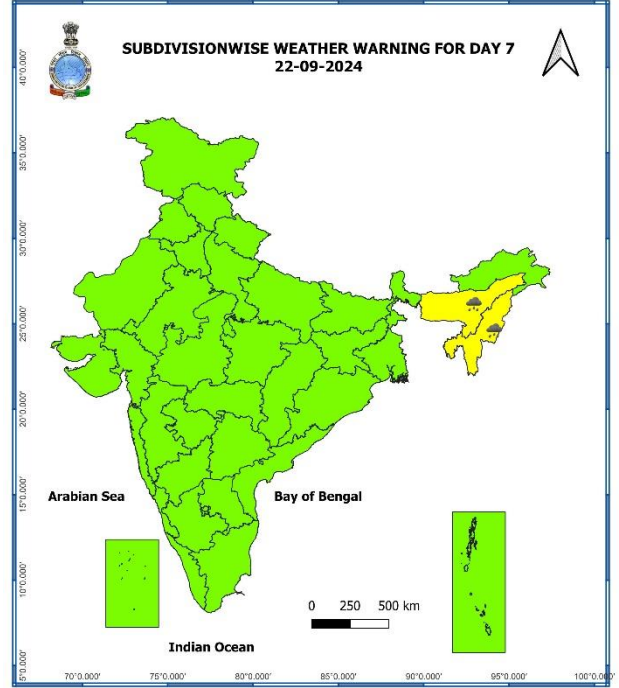 SUBDIVISIONWISE WEATHER WARNING FOR DAY 7
22-09-2024
40°0.000'
35°0.000'
30°0.000'
25°0.000'
20°0.000'
15°0.000'
10°0.000'
5°0.000'
Arabian Sea
Bay of Bengal
0 250 500 km
Indian Ocean
70°0.000' 75°0.000' 80°0.000' 85°0.000' 90°0.000' 95°0.000' 100°0.000'